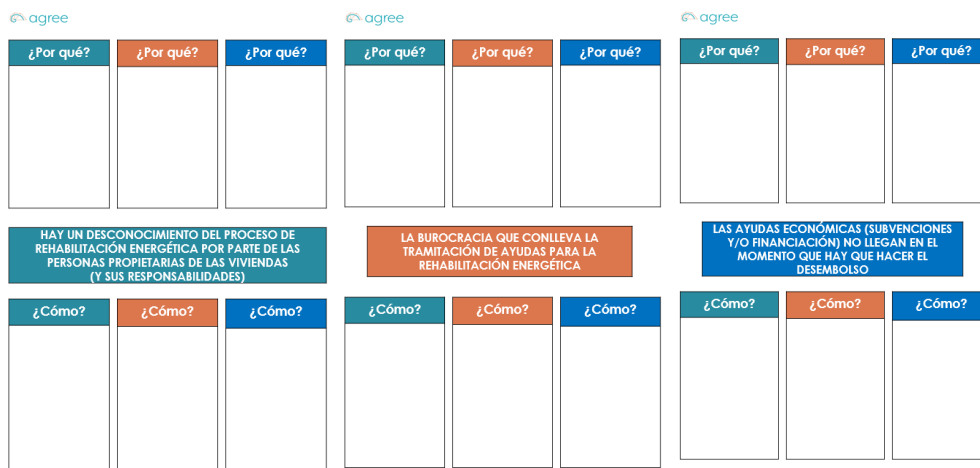 agree
¿Por qué? ¿Por qué? ¿Por qué?
HAY UN DESCONOCIMIENTO DEL PROCESO DE
REHABILITACIÓN ENERGÉTICA POR PARTE DE LAS
PERSONAS PROPIETARIAS DE LAS VIVIENDAS
(Y SUS RESPONSABILIDADES)
¿Cómo? ¿Cómo? ¿Cómo?
agree
¿Por qué? ¿Por qué? ¿Por qué?
LA BUROCRACIA QUE CONLLEVA LA
TRAMITACIÓN DE AYUDAS PARA LA
REHABILITACIÓN ENERGÉTICA
¿Cómo? ¿Cómo? ¿Cómo?
agree
¿Por qué? ¿Por qué? ¿Por qué?
LAS AYUDAS ECONÓMICAS (SUBVENCIONES
Y/O FINANCIACIÓN) NO LLEGAN EN EL
MOMENTO QUE HAY QUE HACER EL
DESEMBOLSO
¿Cómo? ¿Cómo? ¿Cómo?